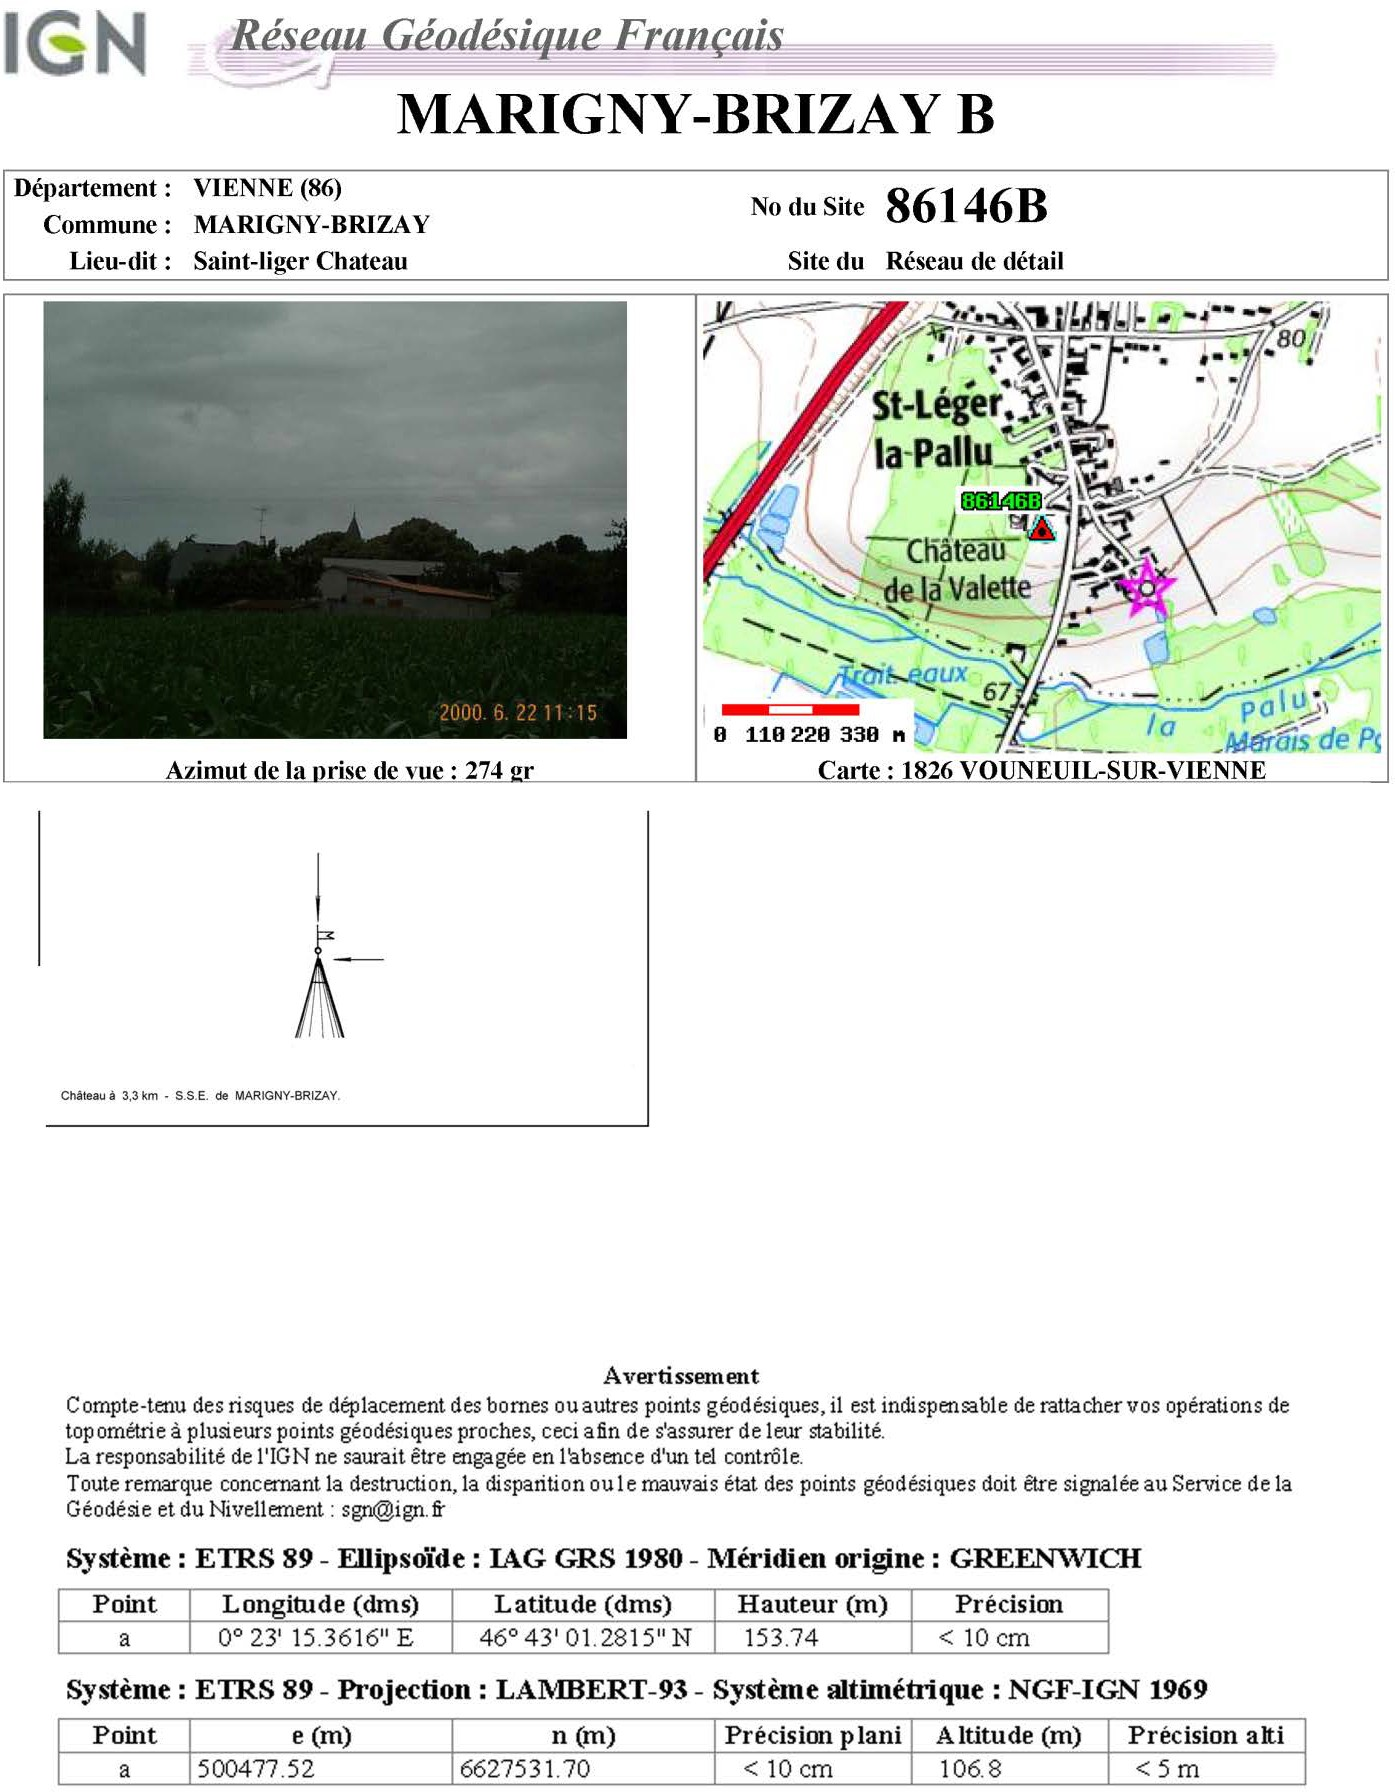 IGN
Réseau Géodésique Français
MARIGNY-BRIZAY B
Département : VIENNE (86)
Commune : MARIGNY-BRIZAY
Lieu-dit : Saint-liger Chateau
No du Site 86146B
Site du Réseau de détail
2000. 6. 22 11:15
Azimut de la prise de vue : 274 gr
80
St-Léger
la-Pallu
86146B
Château
de la Valette
Trait. eaux
67
la Palu
Marais de
0 110 220 330 m
Carte : 1826 VOUNEUIL-SUR-VIENNE
Château à 3,3 km - S.S.E. de MARIGNY-BRIZAY.
Avertissement
Compte-tenu des risques de déplacement des bornes ou autres points géodésiques, il est indispensable de rattacher vos opérations de
topométrie à plusieurs points géodésiques proches, ceci afin de s'assurer de leur stabilité.
La responsabilité de l'IGN ne saurait être engagée en l'absence d'un tel contrôle.
Toute remarque concernant la destruction, la disparition ou le mauvais état des points géodésiques doit être signalée au Service de la
Géodésie et du Nivellement : sgn@ign.fr
Système : ETRS 89 - Ellipsoïde : IAG GRS 1980 - Méridien origine : GREENWICH
Point Longitude (dms) Latitude (dms) Hauteur (m) Précision
a 0° 23' 15.3616" E 46° 43' 01.2815" N 153.74 < 10 cm
Système : ETRS 89 - Projection : LAMBERT-93 - Système altimétrique : NGF-IGN 1969
Point e (m) n (m) Précision plani Altitude (m) Précision alti
a 500477.52 6627531.70 < 10 cm 106.8 < 5 m